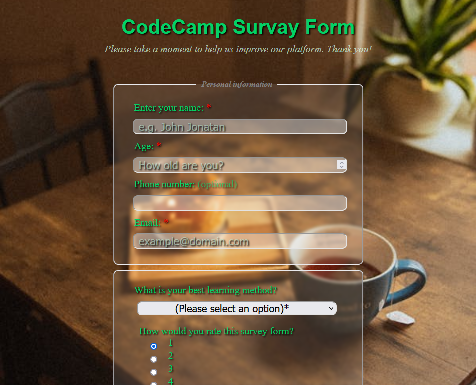 CodeCamp Survay Form
Please take a moment to help us improve our platform. Thank you!
Personal information
Enter your name: *
e.g. John Jonatan
Age: *
How old are you?
Phone number: (optional)
Email: *
example@domain.com
What is your best learning method?
(Please select an option)*
How would you rate this survey form?
1
2
3
4